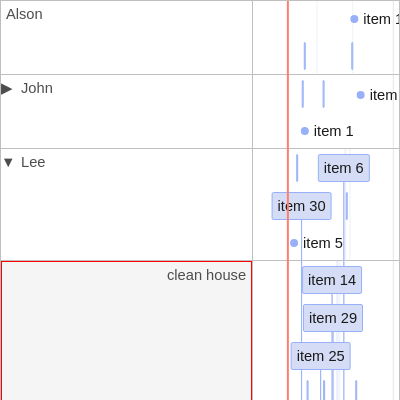 Alson
item 1
▶ John
item
item 1
▼ Lee
item 6
item 30
item 5
clean house
item 14
item 29
item 25